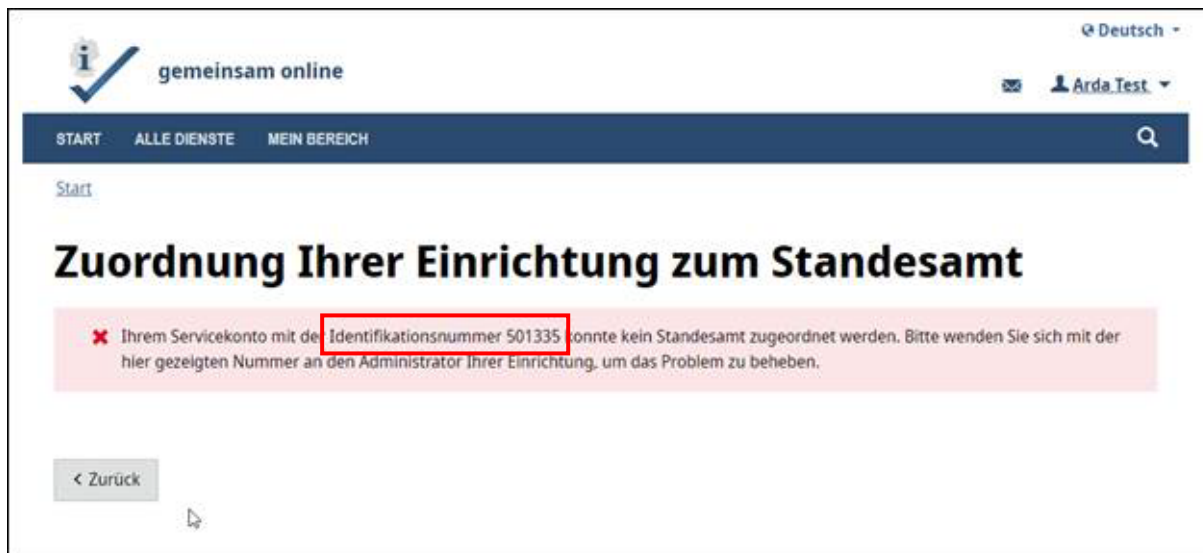 Deutsch
i
gemeinsam online
Arda Test
START ALLE DIENSTE MEIN BEREICH
Start
Zuordnung Ihrer Einrichtung zum Standesamt
Ihrem Servicekonto mit der Identifikationsnummer 501335 konnte kein Standesamt zugeordnet werden. Bitte wenden Sie sich mit der
hier gezeigten Nummer an den Administrator Ihrer Einrichtung, um das Problem zu beheben.
< Zurück